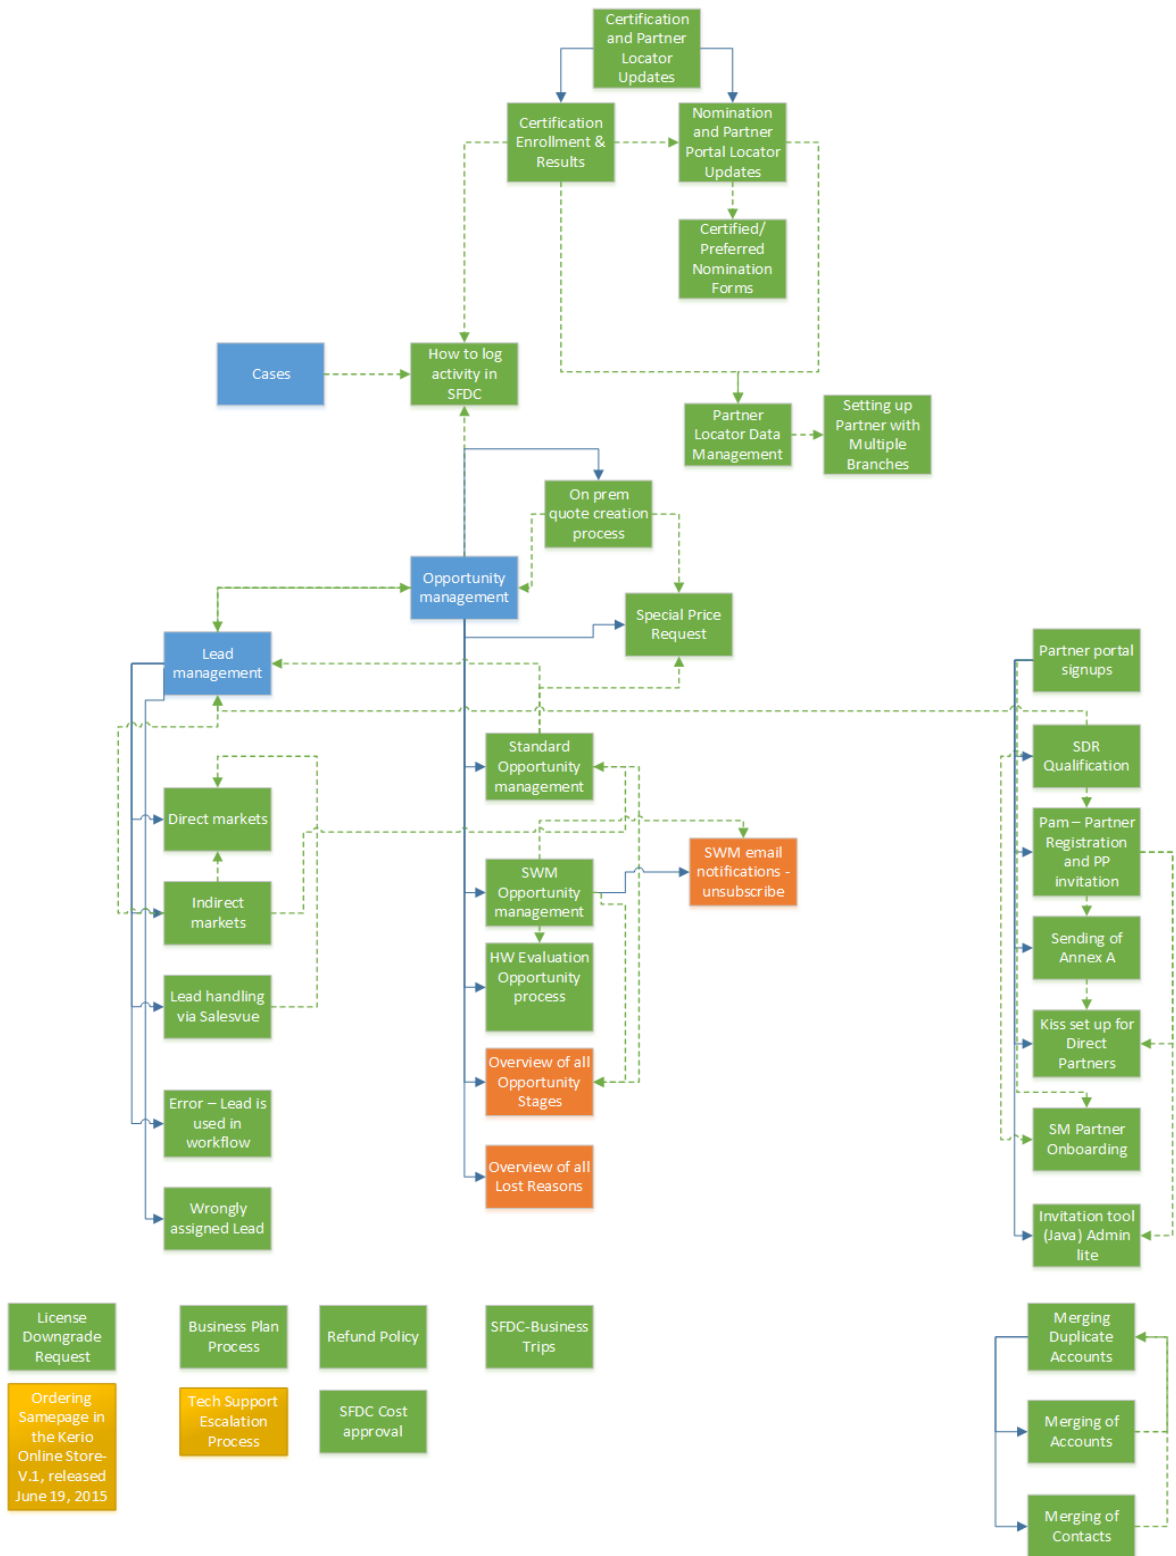 Certification
and Partner
Locator
Updates
Certification
Enrollment &
Results
Nomination
and Partner
Portal Locator
Updates
Certified/
Preferred
Nomination
Forms
Cases
How to log
activity in
SFDC
Partner
Locator Data
Management
Setting up
Partner with
Multiple
Branches
On prem
quote creation
process
Opportunity
management
Special Price
Request
Lead
management
Partner portal
signups
Standard
Opportunity
management
SDR
Qualification
Direct markets
Pam – Partner
Registration
and PP
invitation
SWM
Opportunity
management
SWM email
notifications -
unsubscribe
Indirect
markets
Sending of
Annex A
HW Evaluation
Opportunity
process
Lead handling
via Salesvue
Kiss set up for
Direct
Partners
Overview of all
Opportunity
Stages
Error – Lead is
used in
workflow
SM Partner
Onboarding
Overview of all
Lost Reasons
Wrongly
assigned Lead
Invitation tool
(Java) Admin
lite
License
Downgrade
Request
Business Plan
Process
Refund Policy
SFDC-Business
Trips
Merging
Duplicate
Accounts
Ordering
Samepage in
the Kerio
Online Store-
V.1, released
June 19, 2015
Tech Support
Escalation
Process
SFDC Cost
approval
Merging of
Accounts
Merging of
Contacts